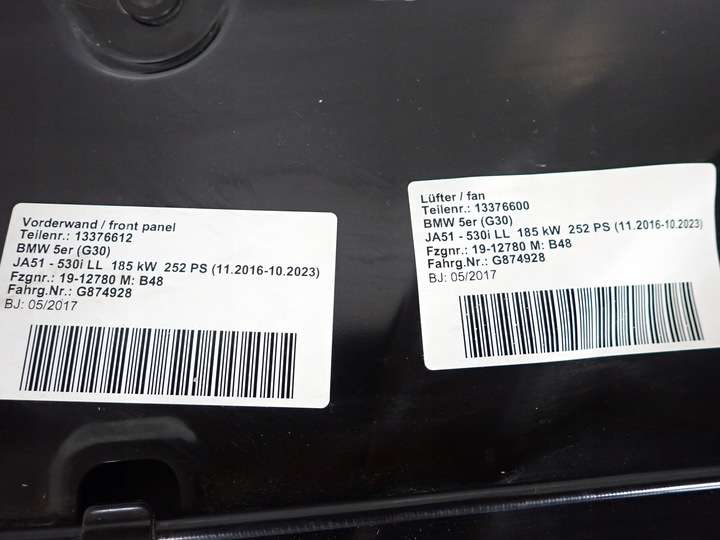 Vorderwand / front panel
Teilenr.: 13376612
BMW 5er (G30)
JA51 - 530i LL 185 kW 252 PS (11.2016-10.2023)
Fzgnr.: 19-12780 M: B48
Fahrg.Nr.: G874928
BJ: 05/2017
Lüfter / fan
Teilenr.: 13376600
BMW 5er (G30)
JA51 - 530i LL 185 kW 252 PS (11.2016-10.2023)
Fzgnr.: 19-12780 M: B48
Fahrg.Nr.: G874928
BJ: 05/2017